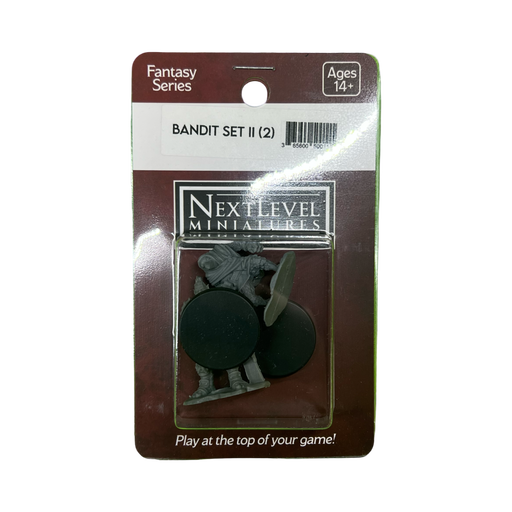 Fantasy
Series
Ages
14+
BANDIT SET II (2)
NEXTLEVEL
MINIATURES
Play at the top of your game!